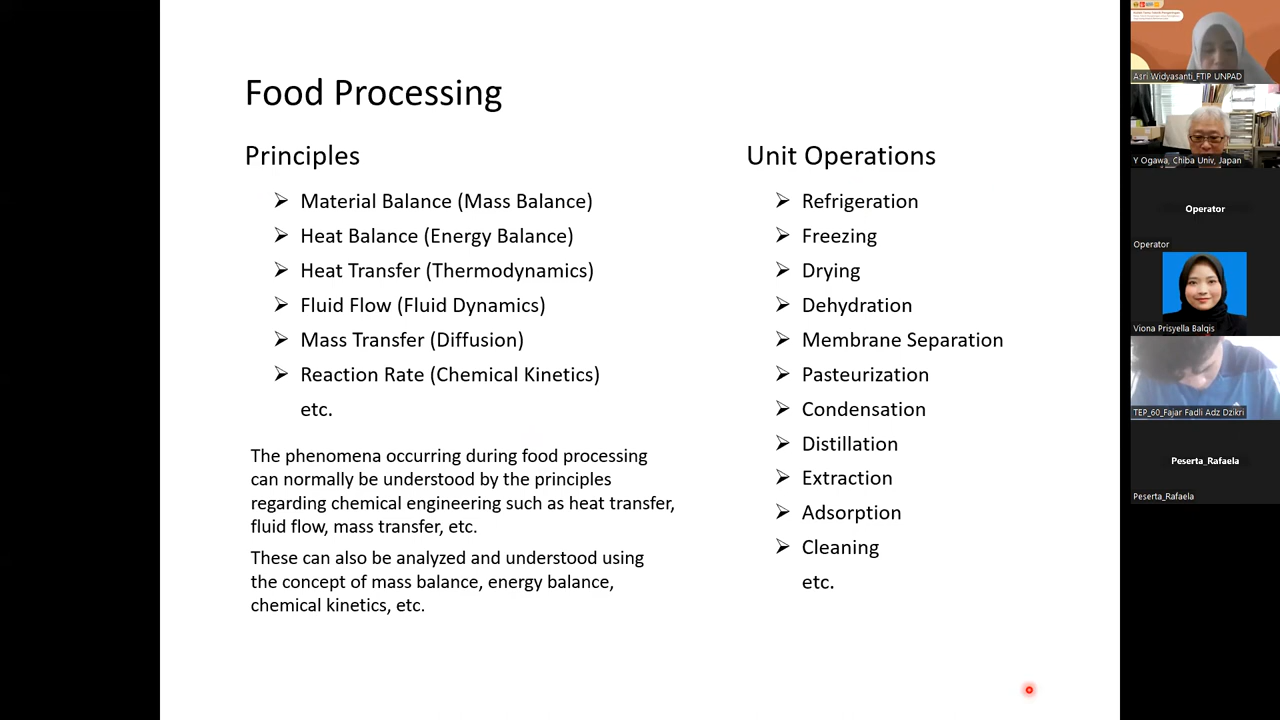 Food Processing
Principles
Material Balance (Mass Balance)
Heat Balance (Energy Balance)
Heat Transfer (Thermodynamics)
Fluid Flow (Fluid Dynamics)
Mass Transfer (Diffusion)
Reaction Rate (Chemical Kinetics)
etc.
The phenomena occurring during food processing
can normally be understood by the principles
regarding chemical engineering such as heat transfer,
fluid flow, mass transfer, etc.
These can also be analyzed and understood using
the concept of mass balance, energy balance,
chemical kinetics, etc.
Unit Operations
Refrigeration
Freezing
Drying
Dehydration
Membrane Separation
Pasteurization
Condensation
Distillation
Extraction
Adsorption
Cleaning
etc.
Asri Widyasanti_FTIP UNPAD
Y Ogawa, Chiba Univ, Japan
Operator
Operator
Viona Prisyella Balqis
TEP_60_Fajar Fadli Adz Dzikri
Peserta_Rafaela
Peserta_Rafaela